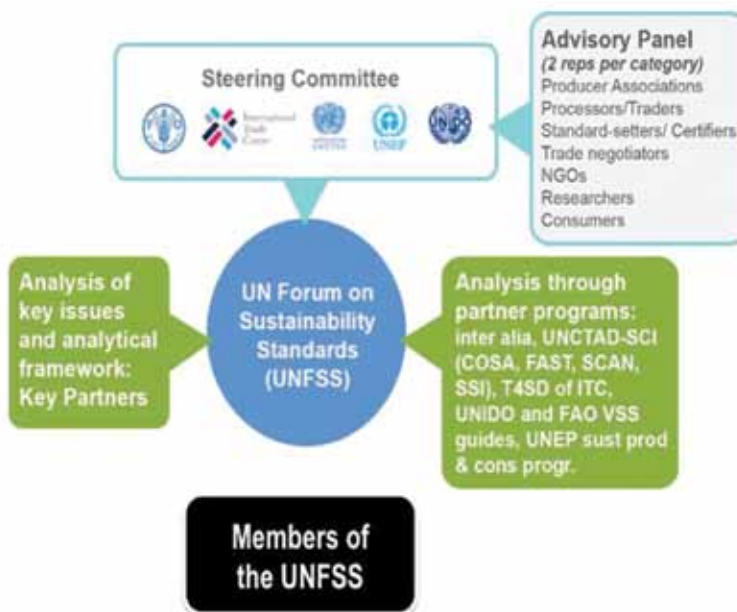 Steering Committee
International
Trade
Centre
UNEP
Advisory Panel
(2 reps per category)
Producer Associations
Processors/Traders
Standard-setters/ Certifiers
Trade negotiators
NGOs
Researchers
Consumers
Analysis of
key issues
and analytical
framework:
Key Partners
UN Forum on
Sustainability
Standards
(UNFSS)
Analysis through
partner programs:
inter alia, UNCTAD-SCI
(COSA, FAST, SCAN,
SSI), T4SD of ITC,
UNIDO and FAO VSS
guides, UNEP sust prod
& cons progr.
Members of
the UNFSS